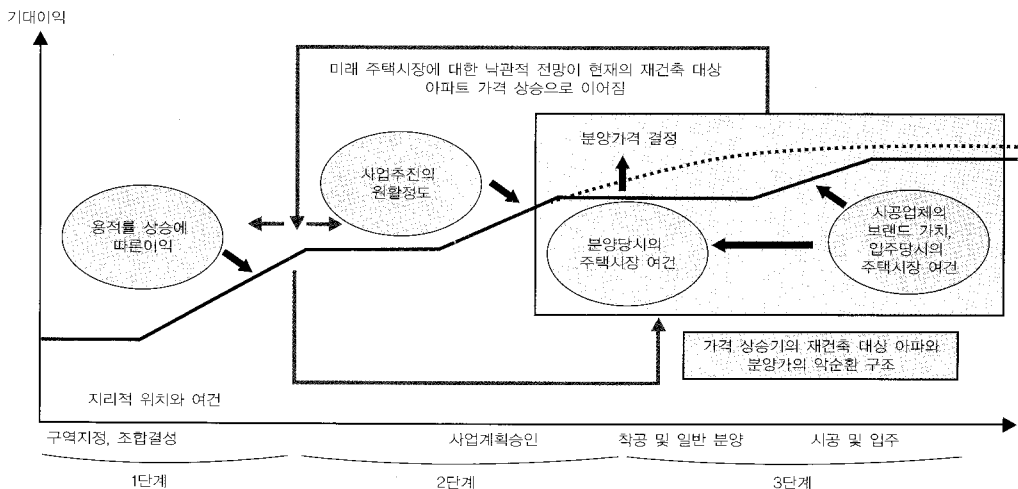 기대이익
미래 주택시장에 대한 낙관적 전망이 현재의 재건축 대상
아파트 가격 상승으로 이어짐
분양가격 결정
사업추진의
원활정도
용적률 상승에
따른이익
시공업체의
브랜드 가치,
입주당시의
주택시장 여건
분양당시의
주택시장 여건
가격 상승기의 재건축 대상 아파와
분양가의 악순환 구조
지리적 위치와 여건
구역지정, 조합결성
사업계획승인
착공 및 일반 분양
시공 및 입주
1단계
2단계
3단계